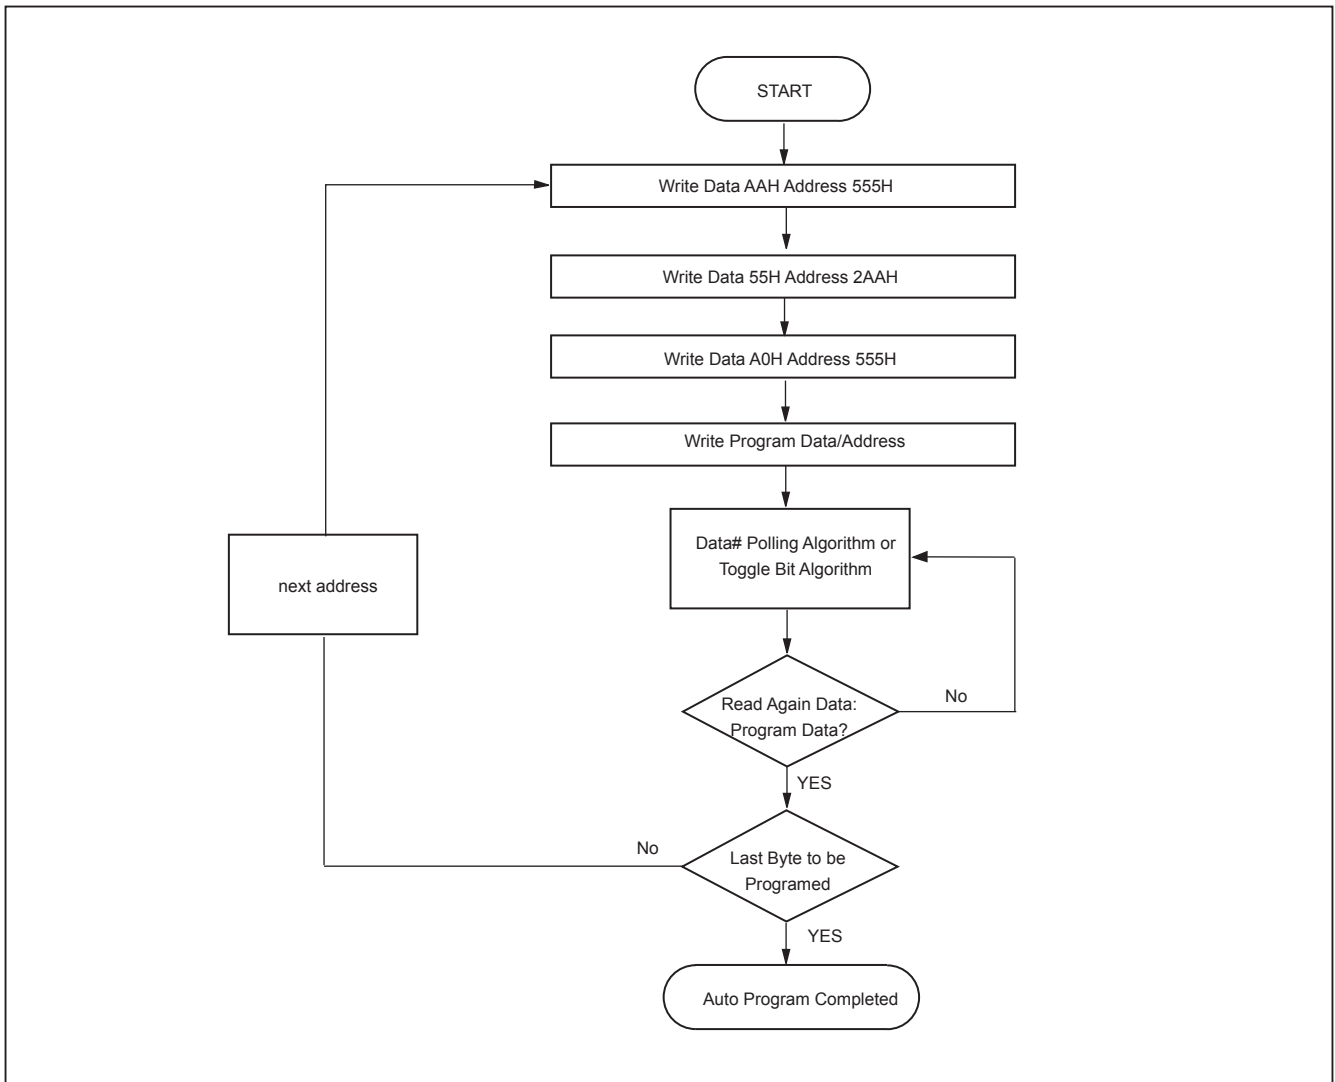 START
Write Data AAH Address 555H
Write Data 55H Address 2AAH
Write Data A0H Address 555H
Write Program Data/Address
Data# Polling Algorithm or
Toggle Bit Algorithm
next address
Read Again Data:
Program Data?
No
YES
No
Last Byte to be
Programed
YES
Auto Program Completed